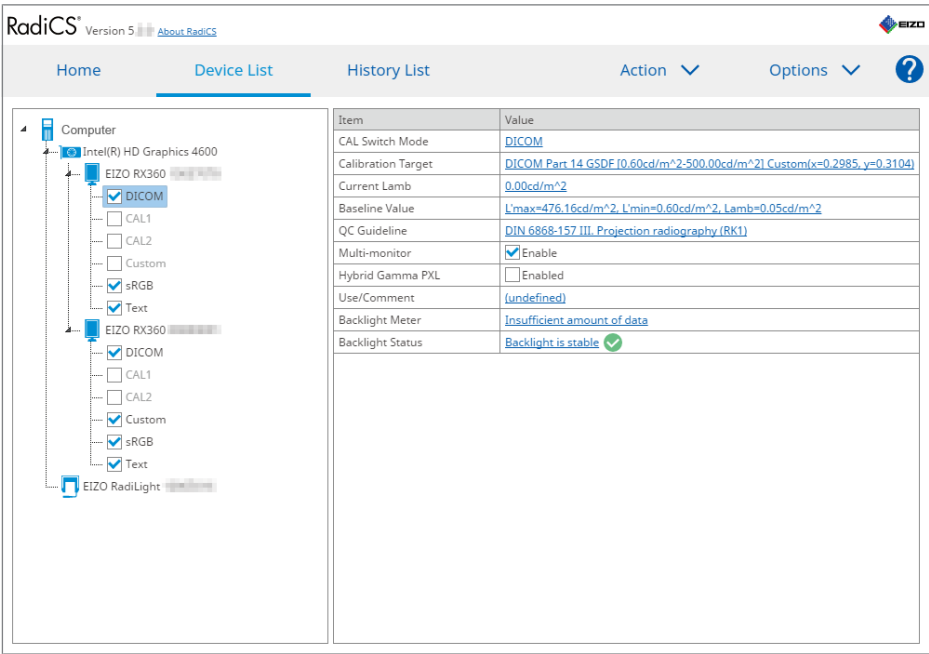 RadiCS® Version 5. About RadiCS
EIZO
Home Device List History List Action Options ?
Computer
Intel(R) HD Graphics 4600
EIZO RX360
DICOM
CAL1
CAL2
Custom
sRGB
Text
EIZO RX360
DICOM
CAL1
CAL2
Custom
sRGB
Text
EIZO RadiLight
Item Value
CAL Switch Mode DICOM
Calibration Target DICOM Part 14 GSDF [0.60cd/m^2-500.00cd/m^2] Custom(x=0.2985, y=0.3104)
Current Lamb 0.00cd/m^2
Baseline Value L'max=476.16cd/m^2, L'min=0.60cd/m^2, Lamb=0.05cd/m^2
QC Guideline DIN 6868-157 III. Projection radiography (RK1)
Multi-monitor Enable
Hybrid Gamma PXL Enabled
Use/Comment (undefined)
Backlight Meter Insufficient amount of data
Backlight Status Backlight is stable